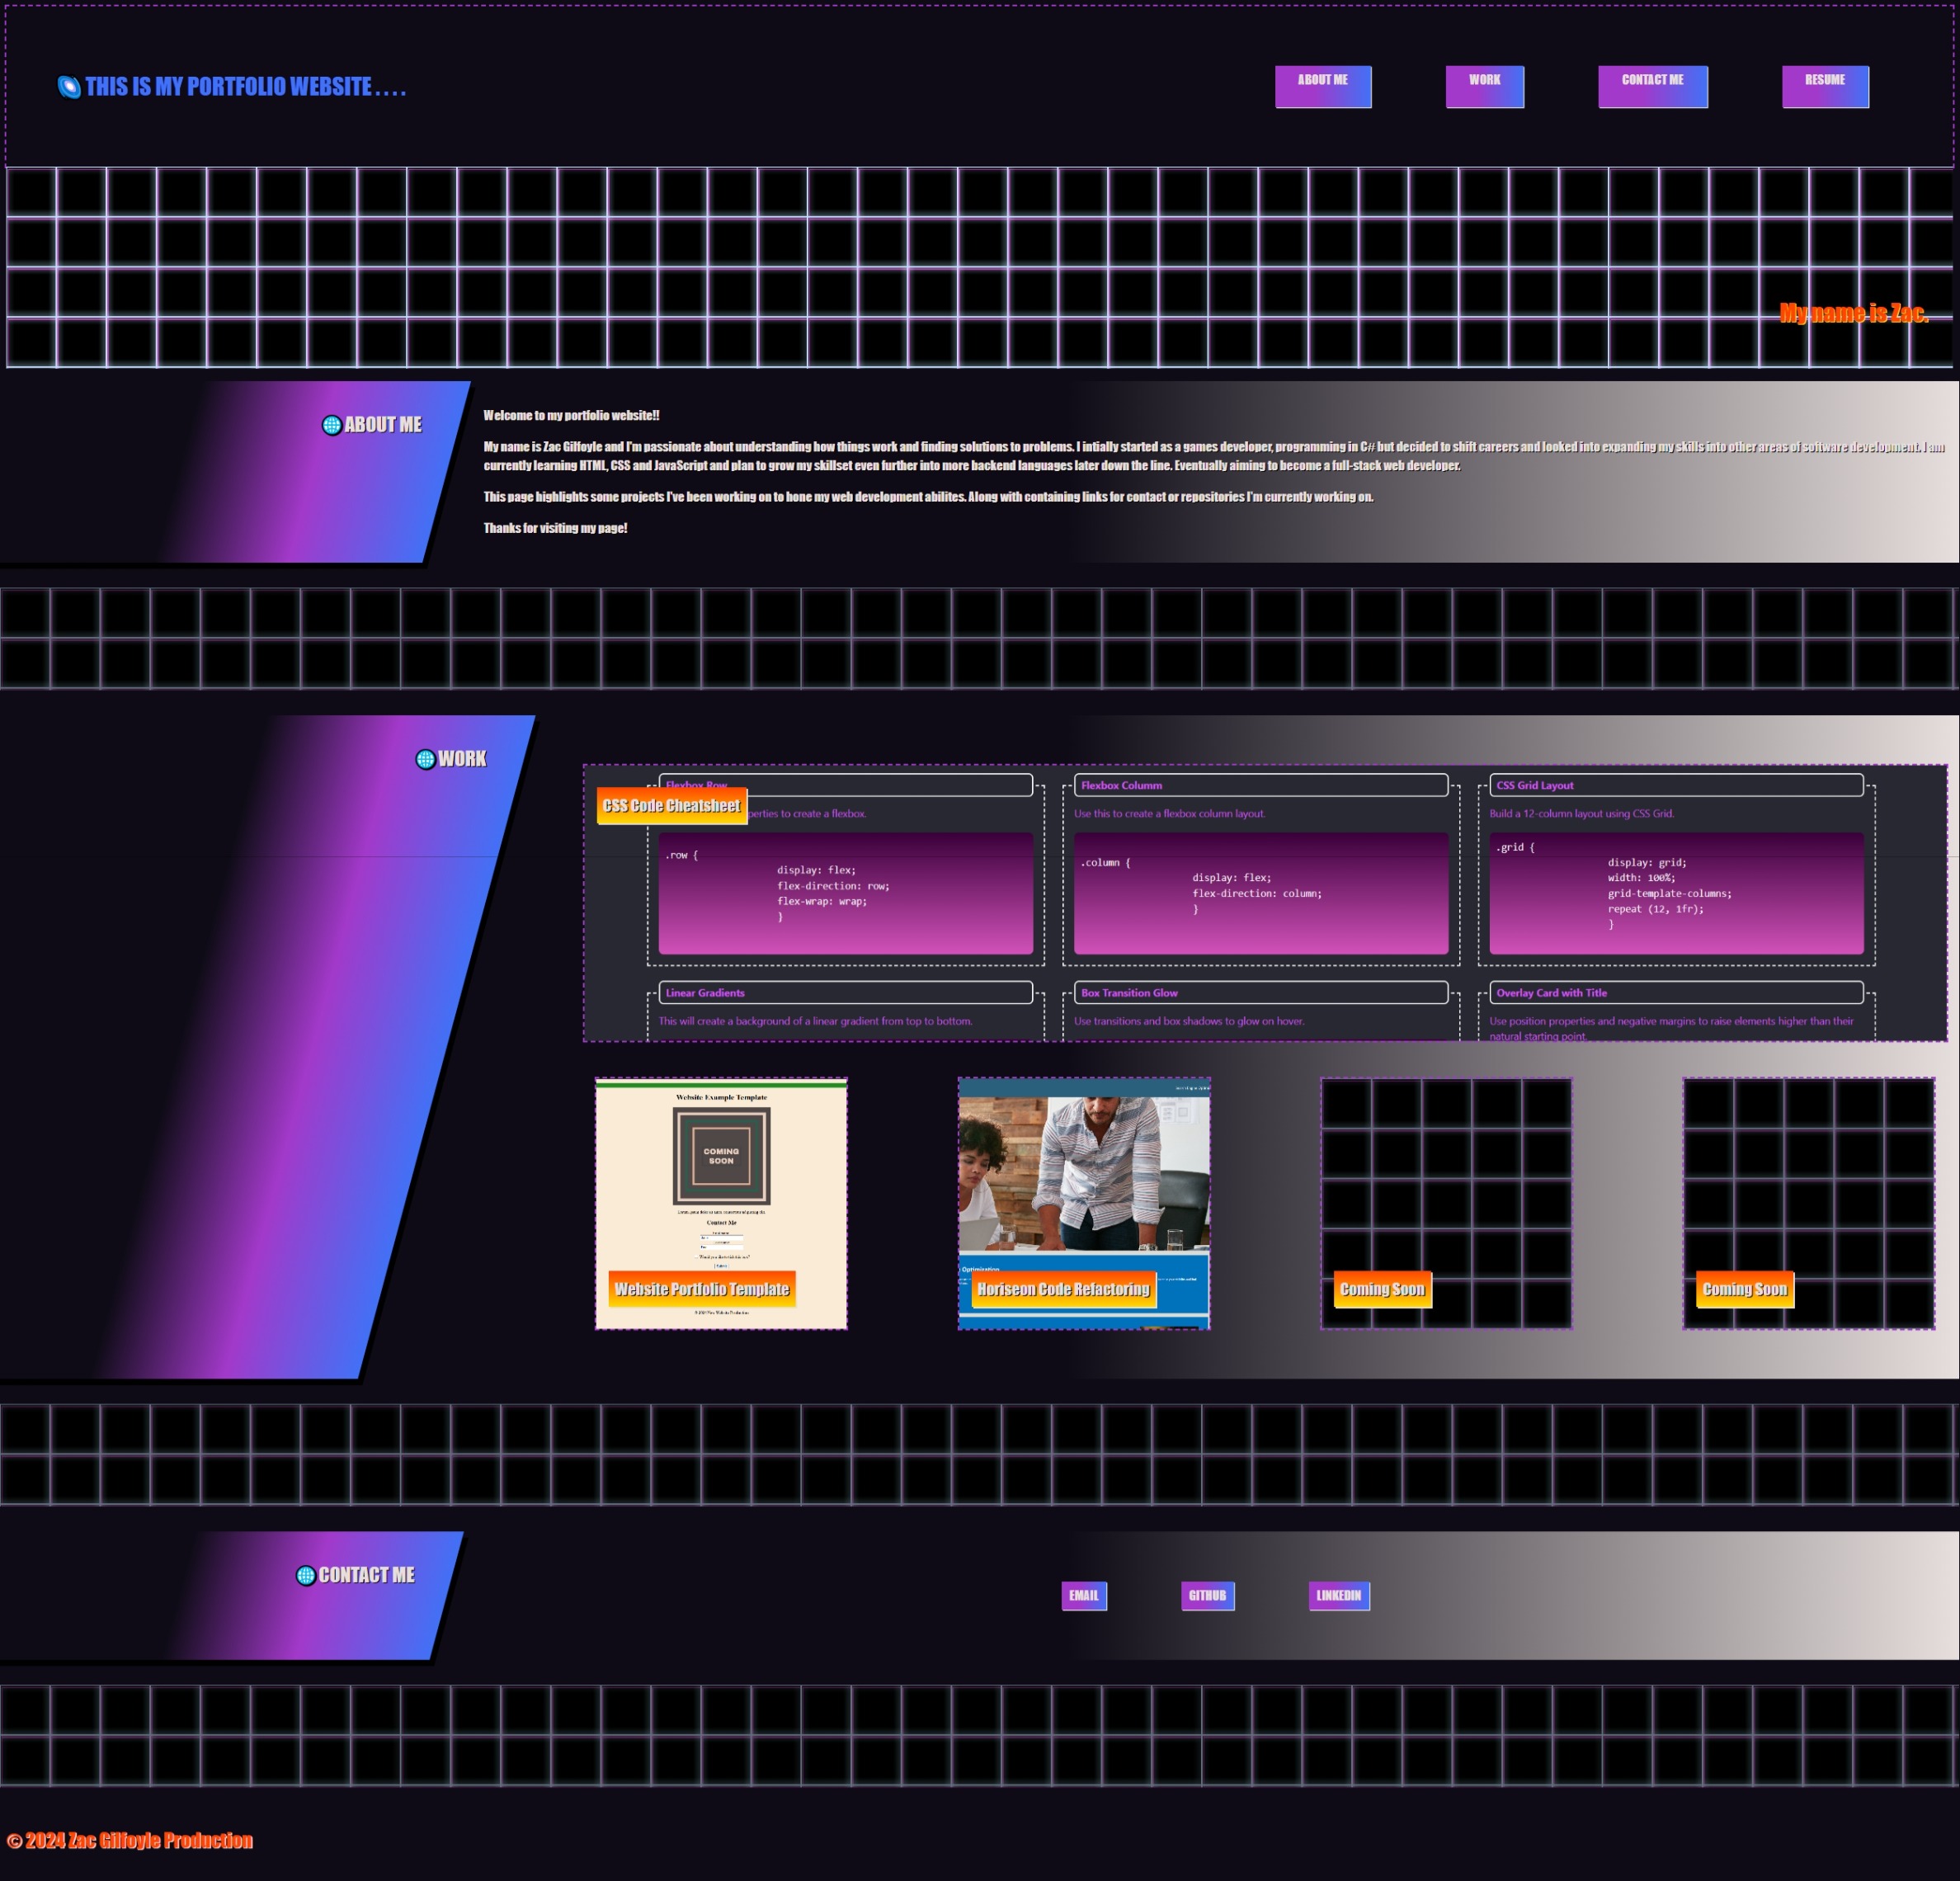 THIS IS MY PORTFOLIO WEBSITE . . . .
ABOUT ME
WORK
CONTACT ME
RESUME
My name is Zac.
ABOUT ME
Welcome to my portfolio website!!
My name is Zac Gilfoyle and I'm passionate about understanding how things work and finding solutions to problems. I intially started as a games developer, programming in C# but decided to shift careers and looked into expanding my skills into other areas of software development. I am
currently learning HTML, CSS and JavaScript and plan to grow my skillset even further into more backend languages later down the line. Eventually aiming to become a full-stack web developer.
This page highlights some projects I've been working on to hone my web development abilites. Along with containing links for contact or repositories I'm currently working on.
Thanks for visiting my page!
WORK
Flexbox Row
CSS Code Cheatsheet
perties to create a flexbox.
.row {
display: flex;
flex-direction: row;
flex-wrap: wrap;
}
Flexbox Columm
Use this to create a flexbox column layout.
.column {
display: flex;
flex-direction: column;
}
CSS Grid Layout
Build a 12-column layout using CSS Grid.
.grid {
display: grid;
width: 100%;
grid-template-columns;
repeat (12, 1fr);
}
Linear Gradients
This will create a background of a linear gradient from top to bottom.
Box Transition Glow
Use transitions and box shadows to glow on hover.
Overlay Card with Title
Use position properties and negative margins to raise elements higher than their
natural starting point.
Website Example Template
COMING
SOON
Contact Me
Website Portfolio Template
Optimization
Horiseon Code Refactoring
Coming Soon
Coming Soon
CONTACT ME
EMAIL
GITHUB
LINKEDIN
© 2024 Zac Gilfoyle Production